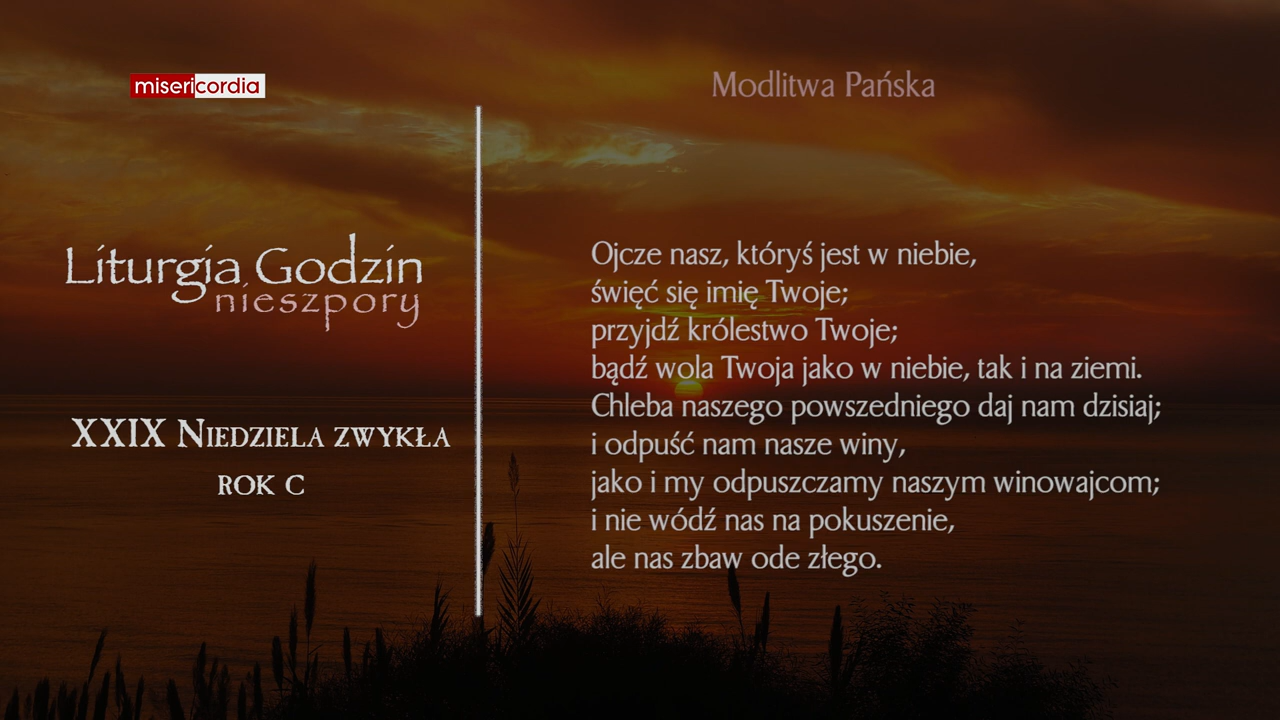 misericordia
Liturgia Godzin
nieszpory
XXIX Niedziela zwykła
rok C
Modlitwa Pańska
Ojcze nasz, któryś jest w niebie,
święć się imię Twoje;
przyjdź królestwo Twoje;
bądź wola Twoja jako w niebie, tak i na ziemi.
Chleba naszego powszedniego daj nam dzisiaj;
i odpuść nam nasze winy,
jako i my odpuszczamy naszym winowajcom;
i nie wódź nas na pokuszenie,
ale nas zbaw ode złego.